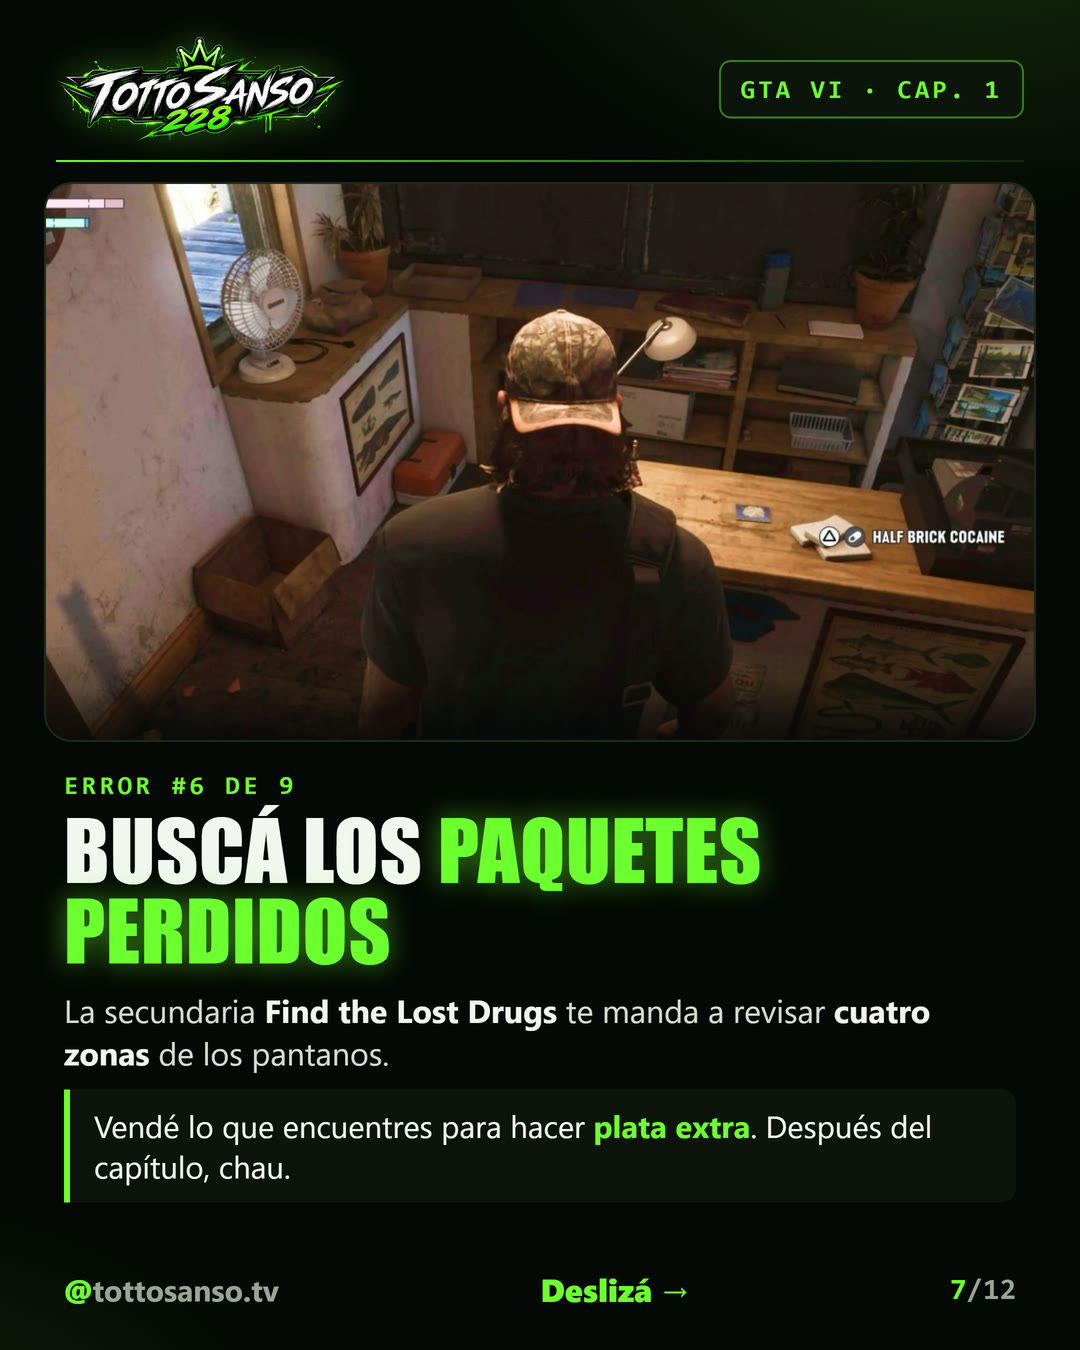 TOTTOSANSO
228
GTA VI · CAP. 1
HALF BRICK COCAINE
ERROR #6 DE 9
BUSCÁ LOS PAQUETES
PERDIDOS
La secundaria Find the Lost Drugs te manda a revisar cuatro
zonas de los pantanos.
Vendé lo que encuentres para hacer plata extra. Después del
capítulo, chau.
@tottosanso.tv
Deslizá →
7/12